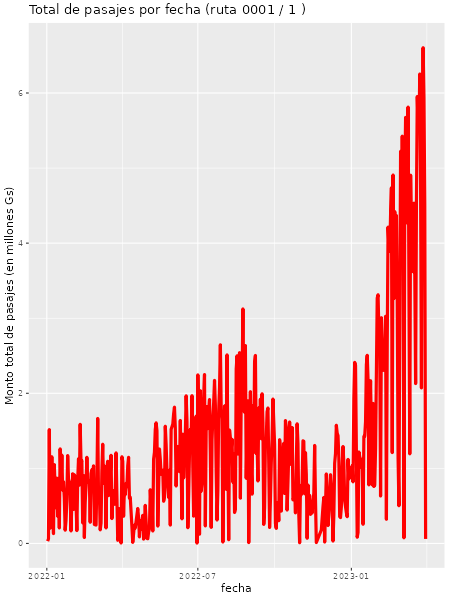 Total de pasajes por fecha (ruta 0001 / 1 )
Monto total de pasajes (en millones Gs)
6
4
2
0
2022-01
2022-07
2023-01
fecha